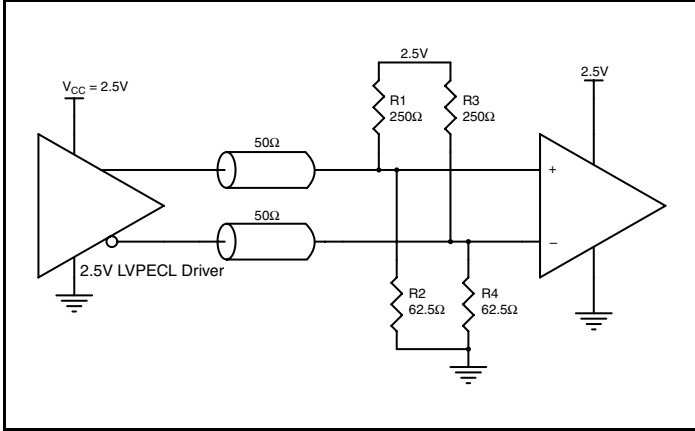 2.5V
V_CC = 2.5V
2.5V
R1
250Ω
R3
250Ω
50Ω
+
50Ω
–
2.5V LVPECL Driver
R2
62.5Ω
R4
62.5Ω